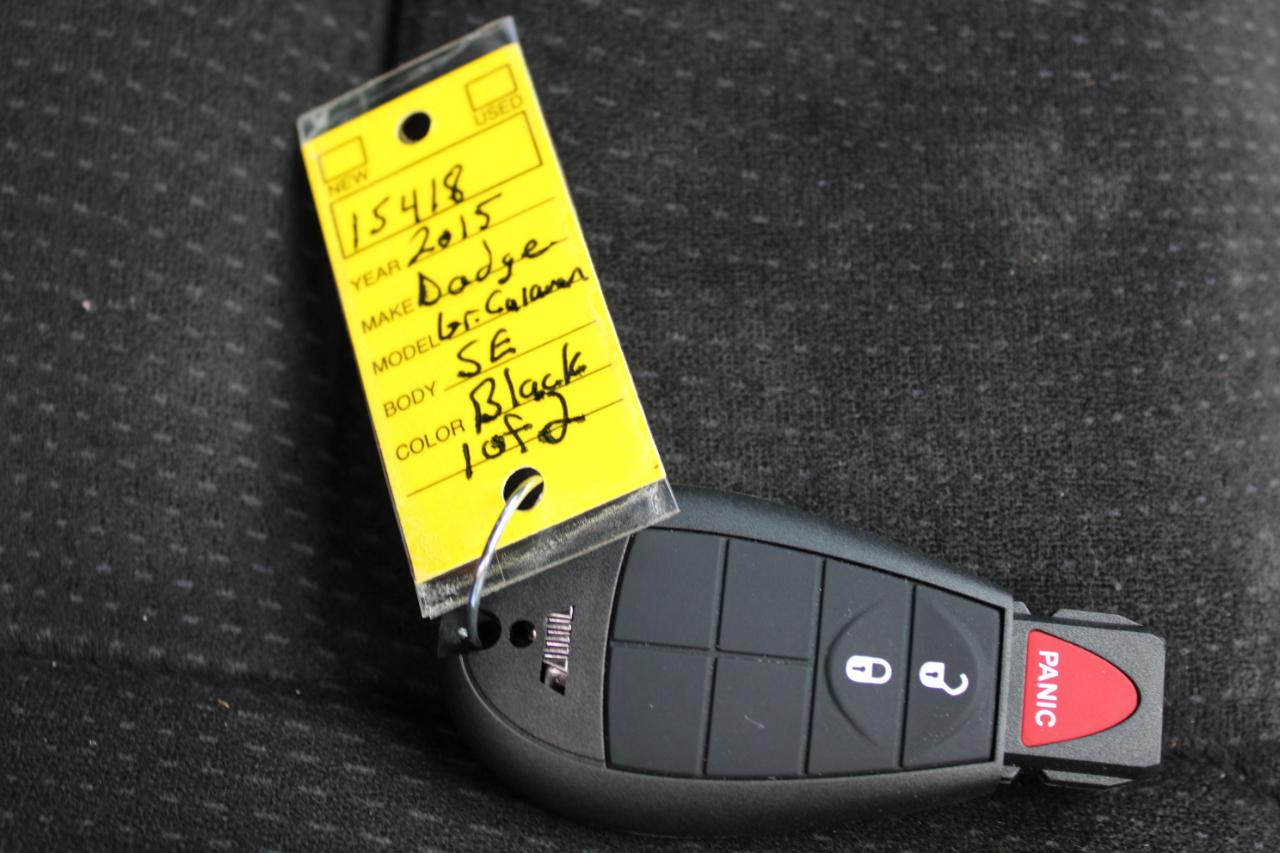 USED
NEW
15418
YEAR 2015
MAKE Dodge
MODEL Gr. Caravan
BODY SE
COLOR Black
1 of 2
PANIC